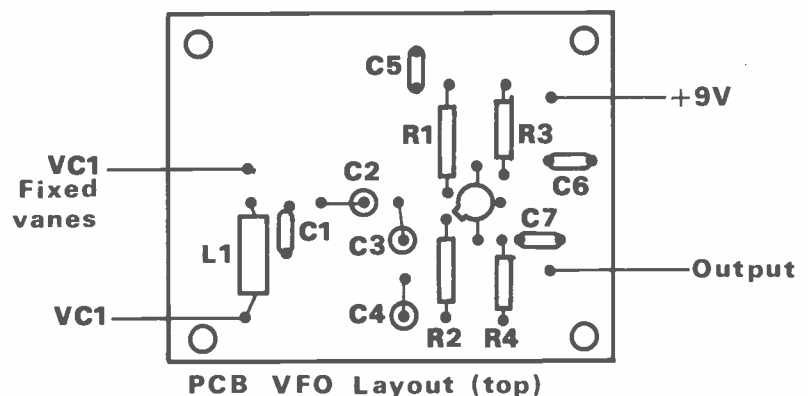 C5
+9V
R1
R3
VC1
Fixed
vanes
C2
C6
C1
C7
L1
C3
Output
VC1
C4
R2
R4
PCB VFO Layout (top)